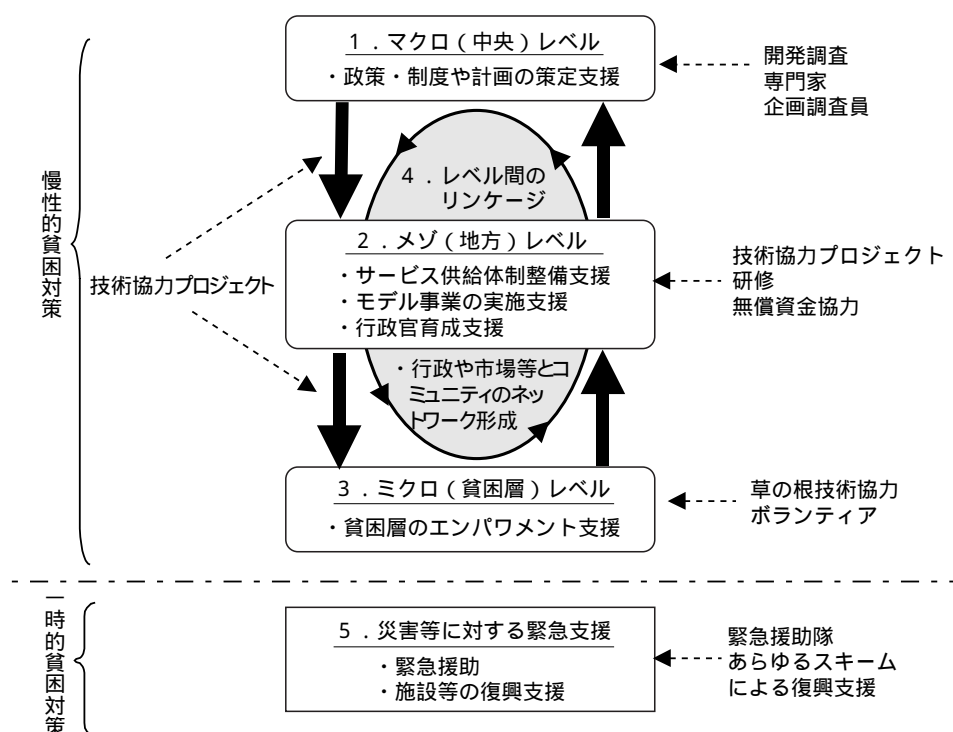 慢性的貧困対策
1．マクロ（中央）レベル
・政策・制度や計画の策定支援
開発調査
専門家
企画調査員
4．レベル間の
リンケージ
技術協力プロジェクト
2．メゾ（地方）レベル
・サービス供給体制整備支援
・モデル事業の実施支援
・行政官育成支援
技術協力プロジェクト
研修
無償資金協力
・行政や市場等とコ
ミュニティのネッ
トワーク形成
3．ミクロ（貧困層）レベル
・貧困層のエンパワメント支援
草の根技術協力
ボランティア
一時的貧困対策
5．災害等に対する緊急支援
・緊急援助
・施設等の復興支援
緊急援助隊
あらゆるスキーム
による復興支援